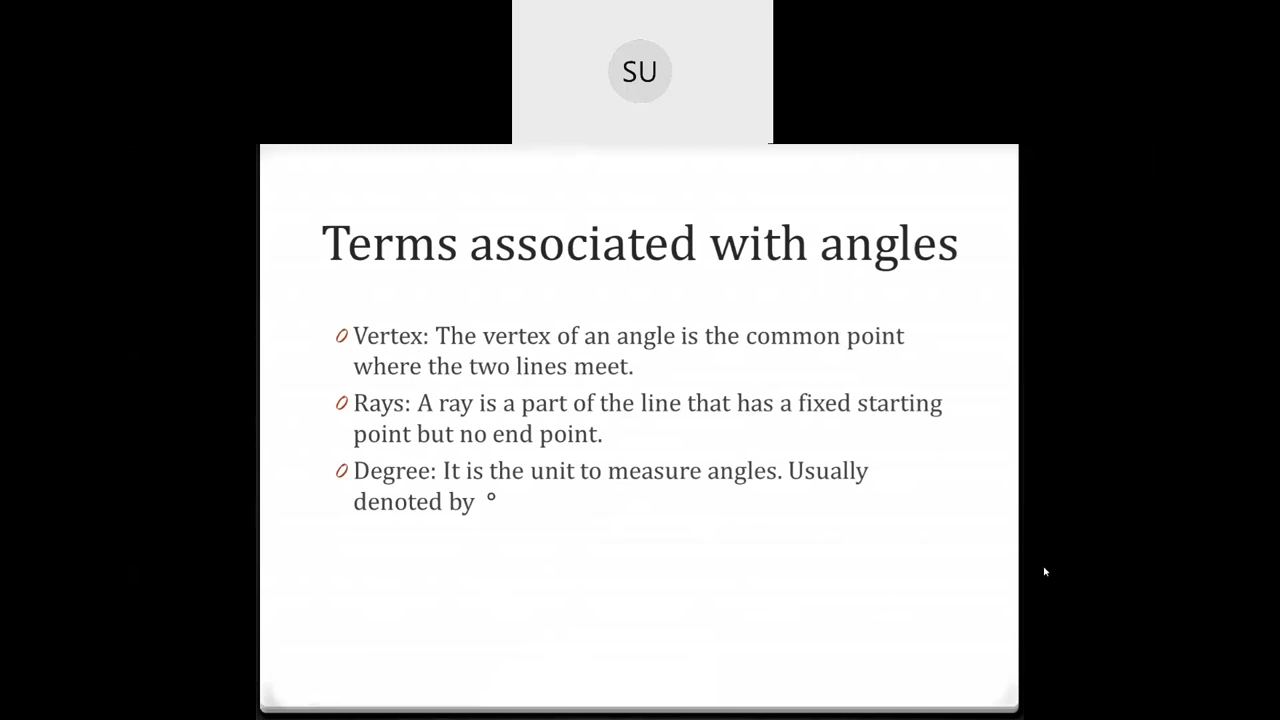 SU
Terms associated with angles
Vertex: The vertex of an angle is the common point
where the two lines meet.
Rays: A ray is a part of the line that has a fixed starting
point but no end point.
Degree: It is the unit to measure angles. Usually
denoted by °